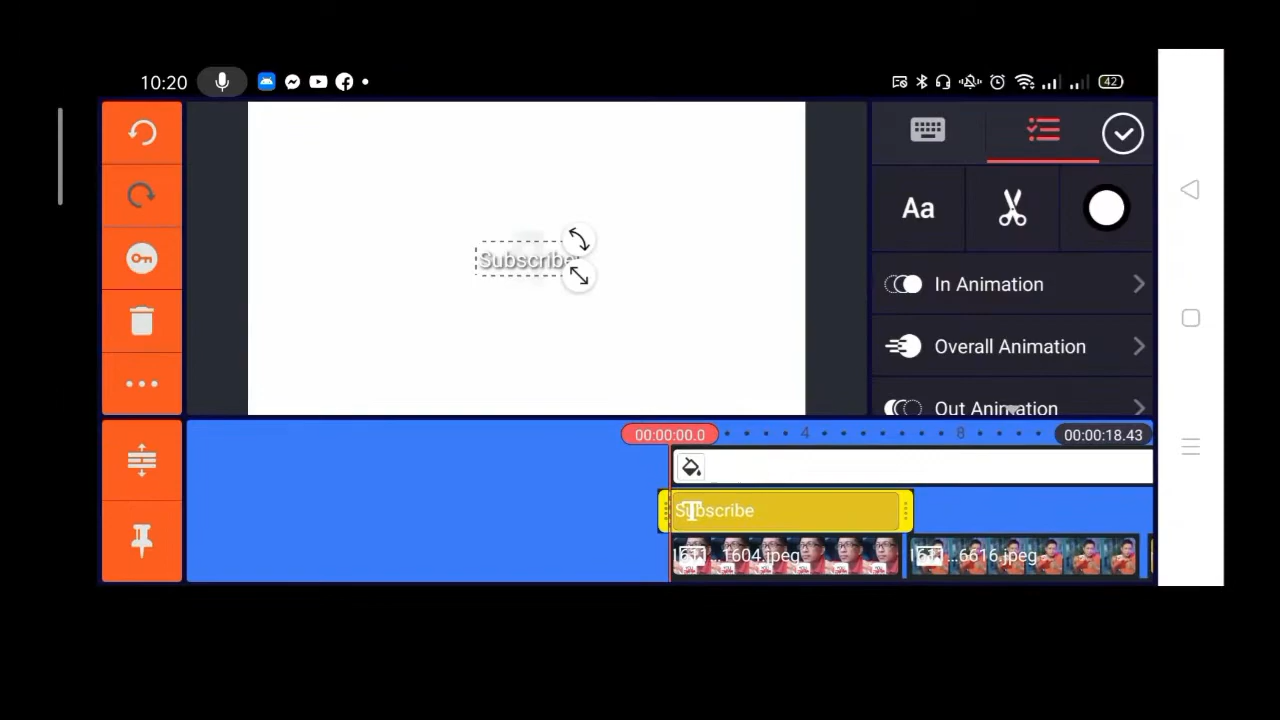 10:20
42
Subscribe
Aa
In Animation
Overall Animation
Out Animation
00:00:00.0
4
8
00:00:18.43
Subscribe
1604.jpeg
...6616.jpeg